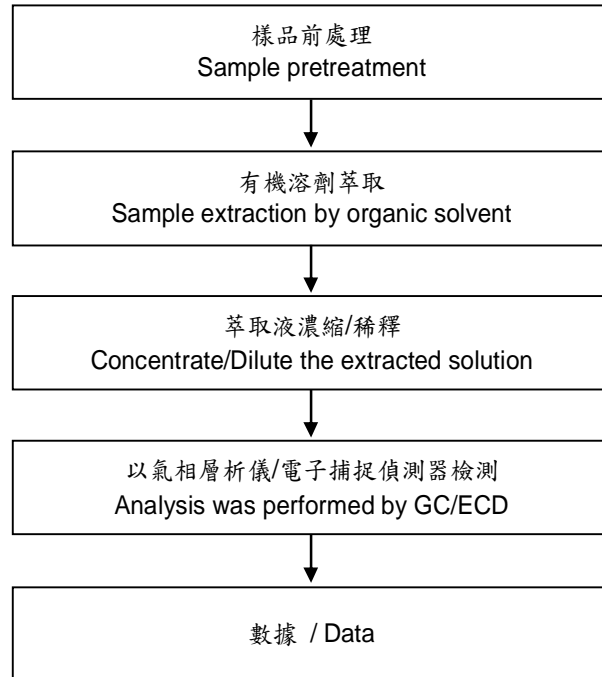 樣品前處理
Sample pretreatment
有機溶劑萃取
Sample extraction by organic solvent
萃取液濃縮/稀釋
Concentrate/Dilute the extracted solution
以氣相層析儀/電子捕捉偵測器檢測
Analysis was performed by GC/ECD
數據 / Data